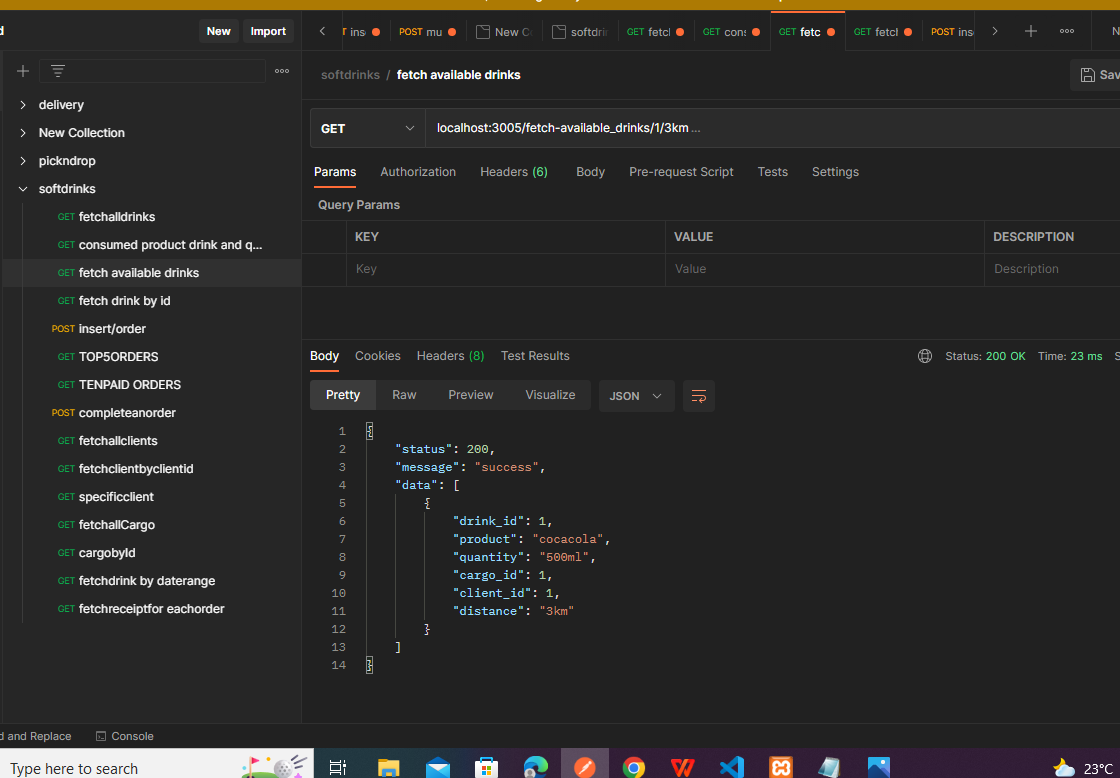 New Import
POST mu New softdri GET fetcl GET con: GET fetc GET fetcl POST ins
softdrinks / fetch available drinks
Sav
delivery
New Collection
pickndrop
softdrinks
GET fetchalldrinks
GET consumed product drink and q...
GET fetch available drinks
GET fetch drink by id
POST insert/order
GET TOP5ORDERS
GET TENPAID ORDERS
POST completeanorder
GET fetchallclients
GET fetchclientbyclientid
GET specificclient
GET fetchallCargo
GET cargobyId
GET fetchdrink by daterange
GET fetchreceiptfor eachorder
GET localhost:3005/fetch-available_drinks/1/3km ...
Params Authorization Headers (6) Body Pre-request Script Tests Settings
Query Params
KEY VALUE DESCRIPTION
Key Value Description
Body Cookies Headers (8) Test Results Status: 200 OK Time: 23 ms S
Pretty Raw Preview Visualize JSON
1 {
2 "status": 200,
3 "message": "success",
4 "data": [
5 {
6 "drink_id": 1,
7 "product": "cocacola",
8 "quantity": "500ml",
9 "cargo_id": 1,
10 "client_id": 1,
11 "distance": "3km"
12 }
13 ]
14 }
d and Replace Console
Type here to search
23°C